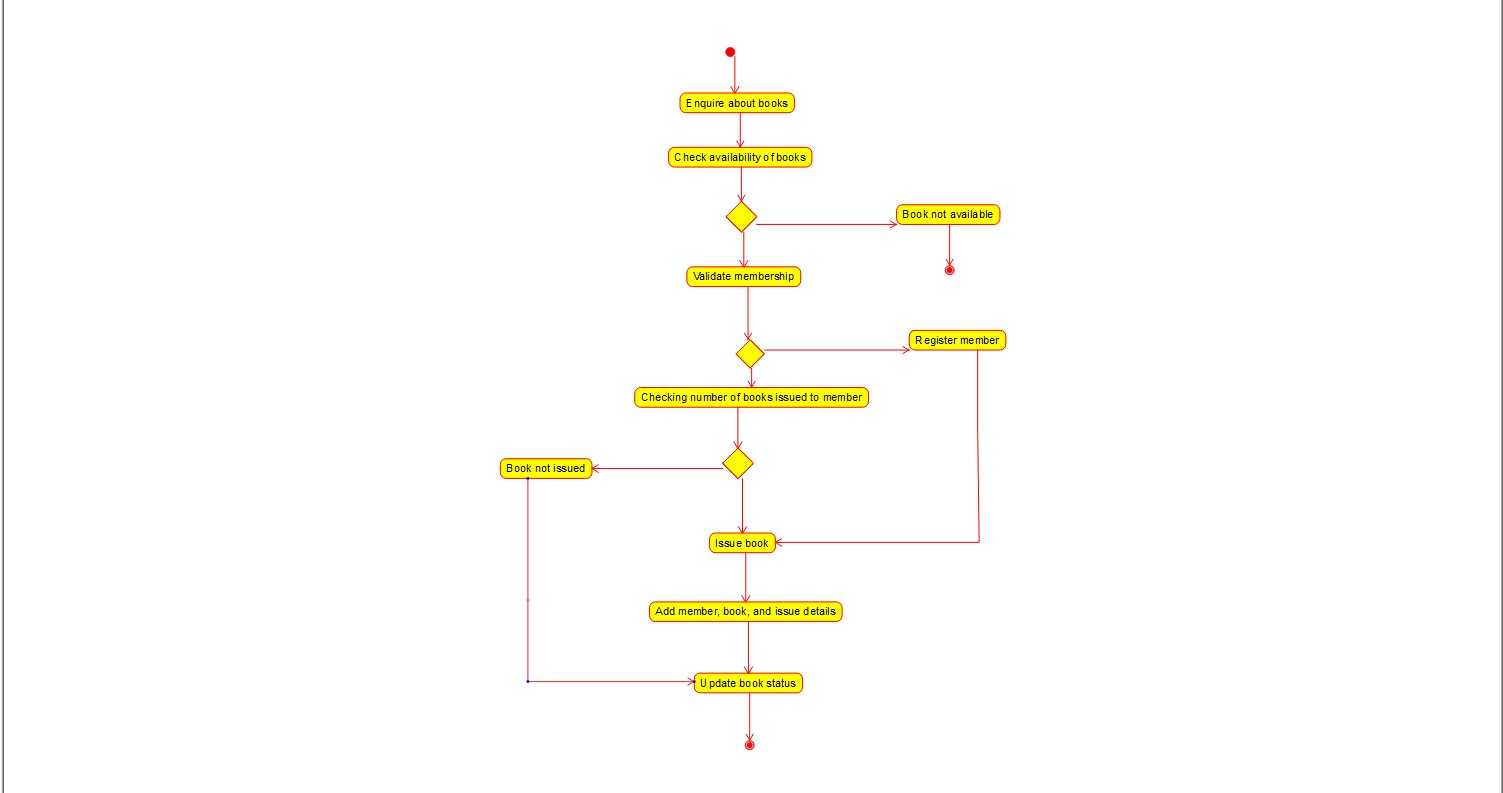 Enquire about books
Check availability of books
Book not available
Validate membership
Register member
Checking number of books issued to member
Book not issued
Issue book
Add member, book, and issue details
Update book status